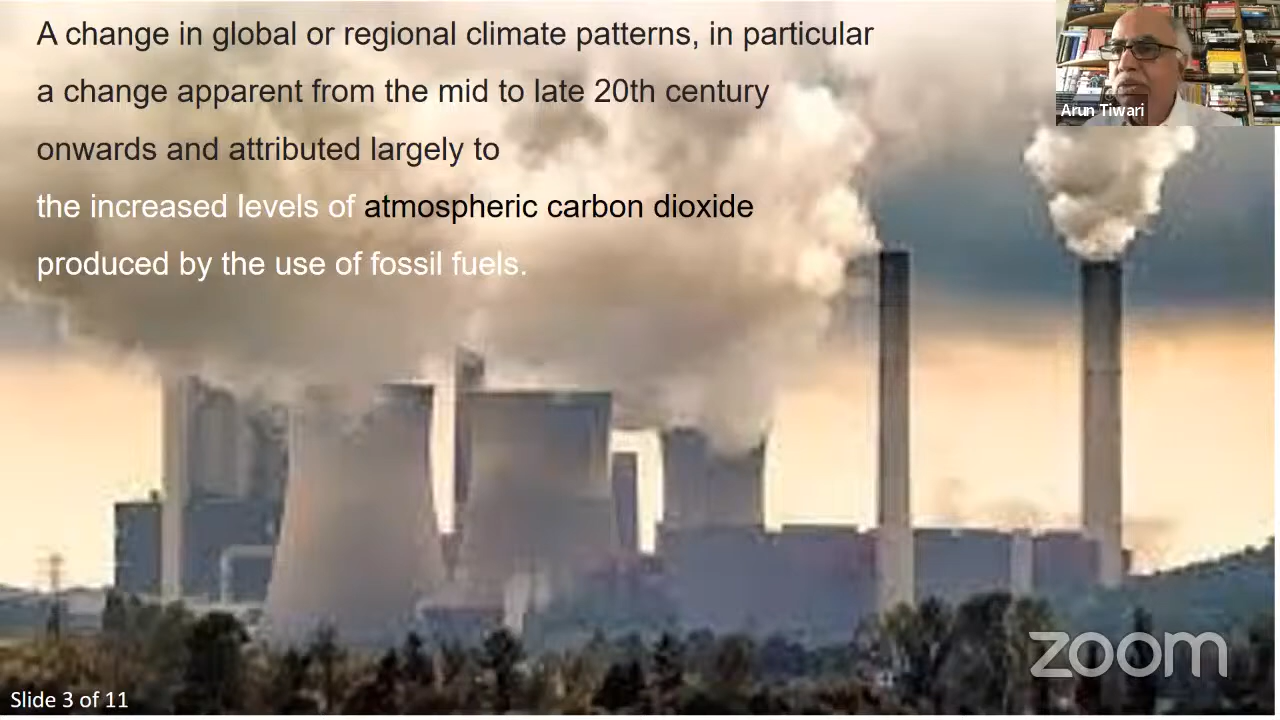 A change in global or regional climate patterns, in particular
a change apparent from the mid to late 20th century
onwards and attributed largely to
the increased levels of atmospheric carbon dioxide
produced by the use of fossil fuels.
Arun Tiwari
zoom
Slide 3 of 11